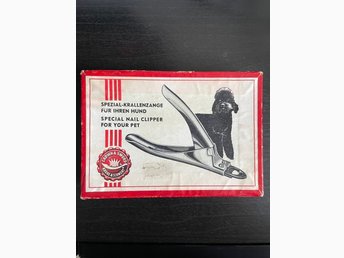 SPEZIAL-KRALLENZANGE
FÜR IHREN HUND
SPECIAL NAIL CLIPPER
FOR YOUR PET